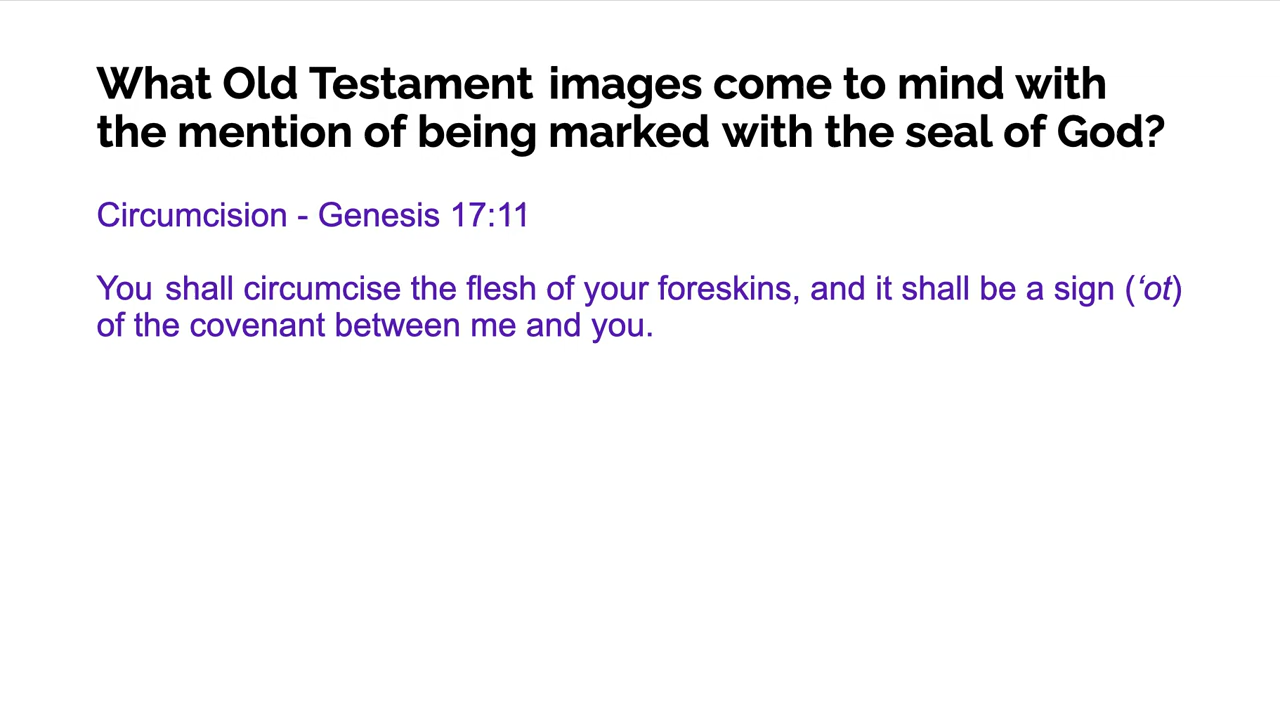 What Old Testament images come to mind with
the mention of being marked with the seal of God?
Circumcision - Genesis 17:11
You shall circumcise the flesh of your foreskins, and it shall be a sign (‘ot)
of the covenant between me and you.